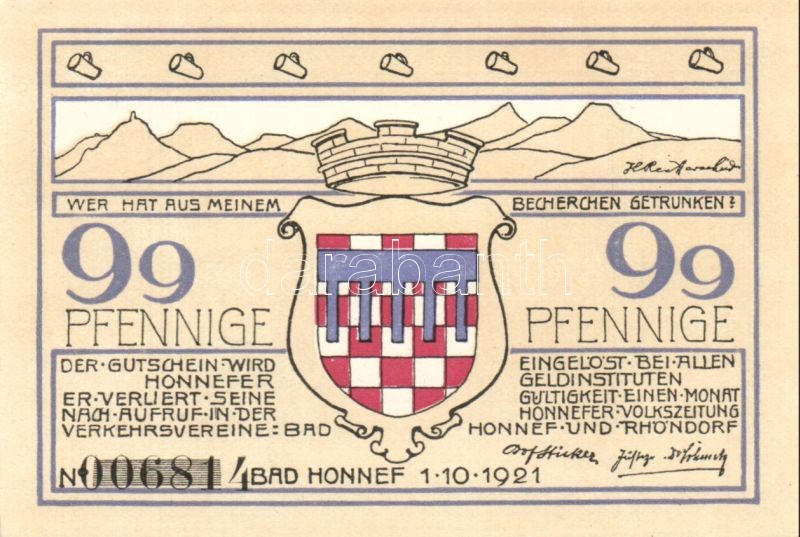 WER HAT AUS MEINEM BECHERCHEN GETRUNKEN?
99 PFENNIGE
99 PFENNIGE
DER · GUTSCHEIN · WIRD EINGELÖST · BEI · ALLEN
HONNEFER GELDINSTITUTEN
ER · VERLIERT · SEINE GÜLTIGKEIT · EINEN · MONAT
NACH · AUFRUF · IN · DER HONNEFER · VOLKSZEITUNG
VERKEHRSVEREINE: BAD HONNEF · UND · RHÖNDORF
No 006814 BAD HONNEF 1·10·1921
darabanth